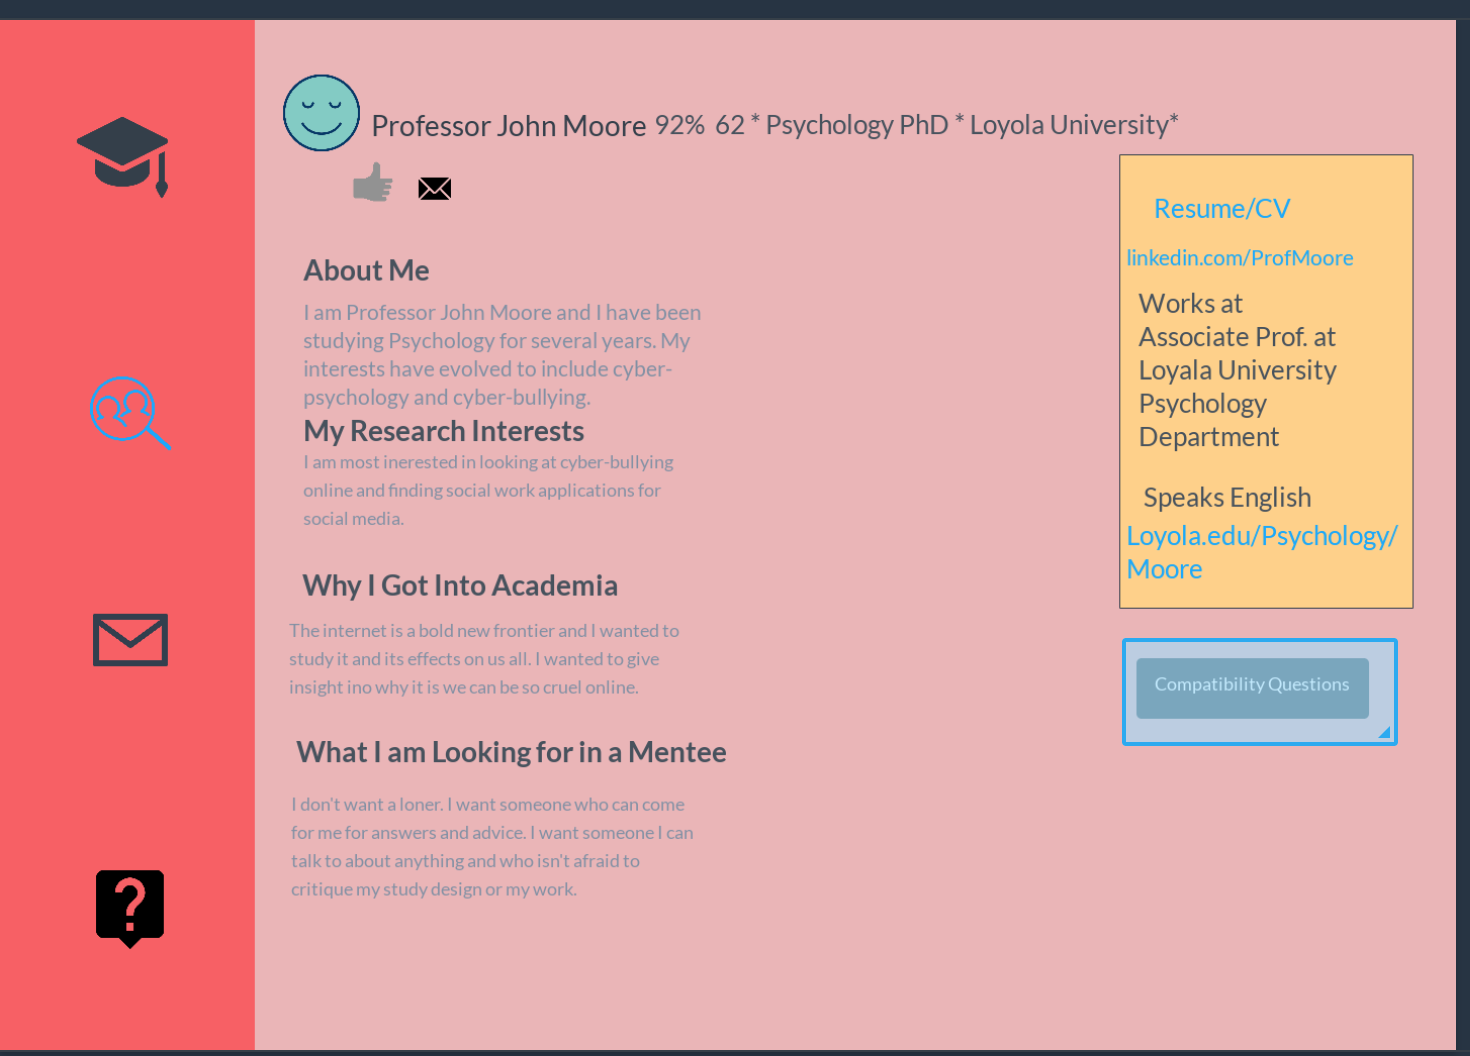 Professor John Moore 92% 62 * Psychology PhD * Loyola University*
About Me
I am Professor John Moore and I have been
studying Psychology for several years. My
interests have evolved to include cyber-
psychology and cyber-bullying.
My Research Interests
I am most inerested in looking at cyber-bullying
online and finding social work applications for
social media.
Why I Got Into Academia
The internet is a bold new frontier and I wanted to
study it and its effects on us all. I wanted to give
insight ino why it is we can be so cruel online.
What I am Looking for in a Mentee
I don't want a loner. I want someone who can come
for me for answers and advice. I want someone I can
talk to about anything and who isn't afraid to
critique my study design or my work.
Resume/CV
linkedin.com/ProfMoore
Works at
Associate Prof. at
Loyala University
Psychology
Department
Speaks English
Loyola.edu/Psychology/
Moore
Compatibility Questions
?